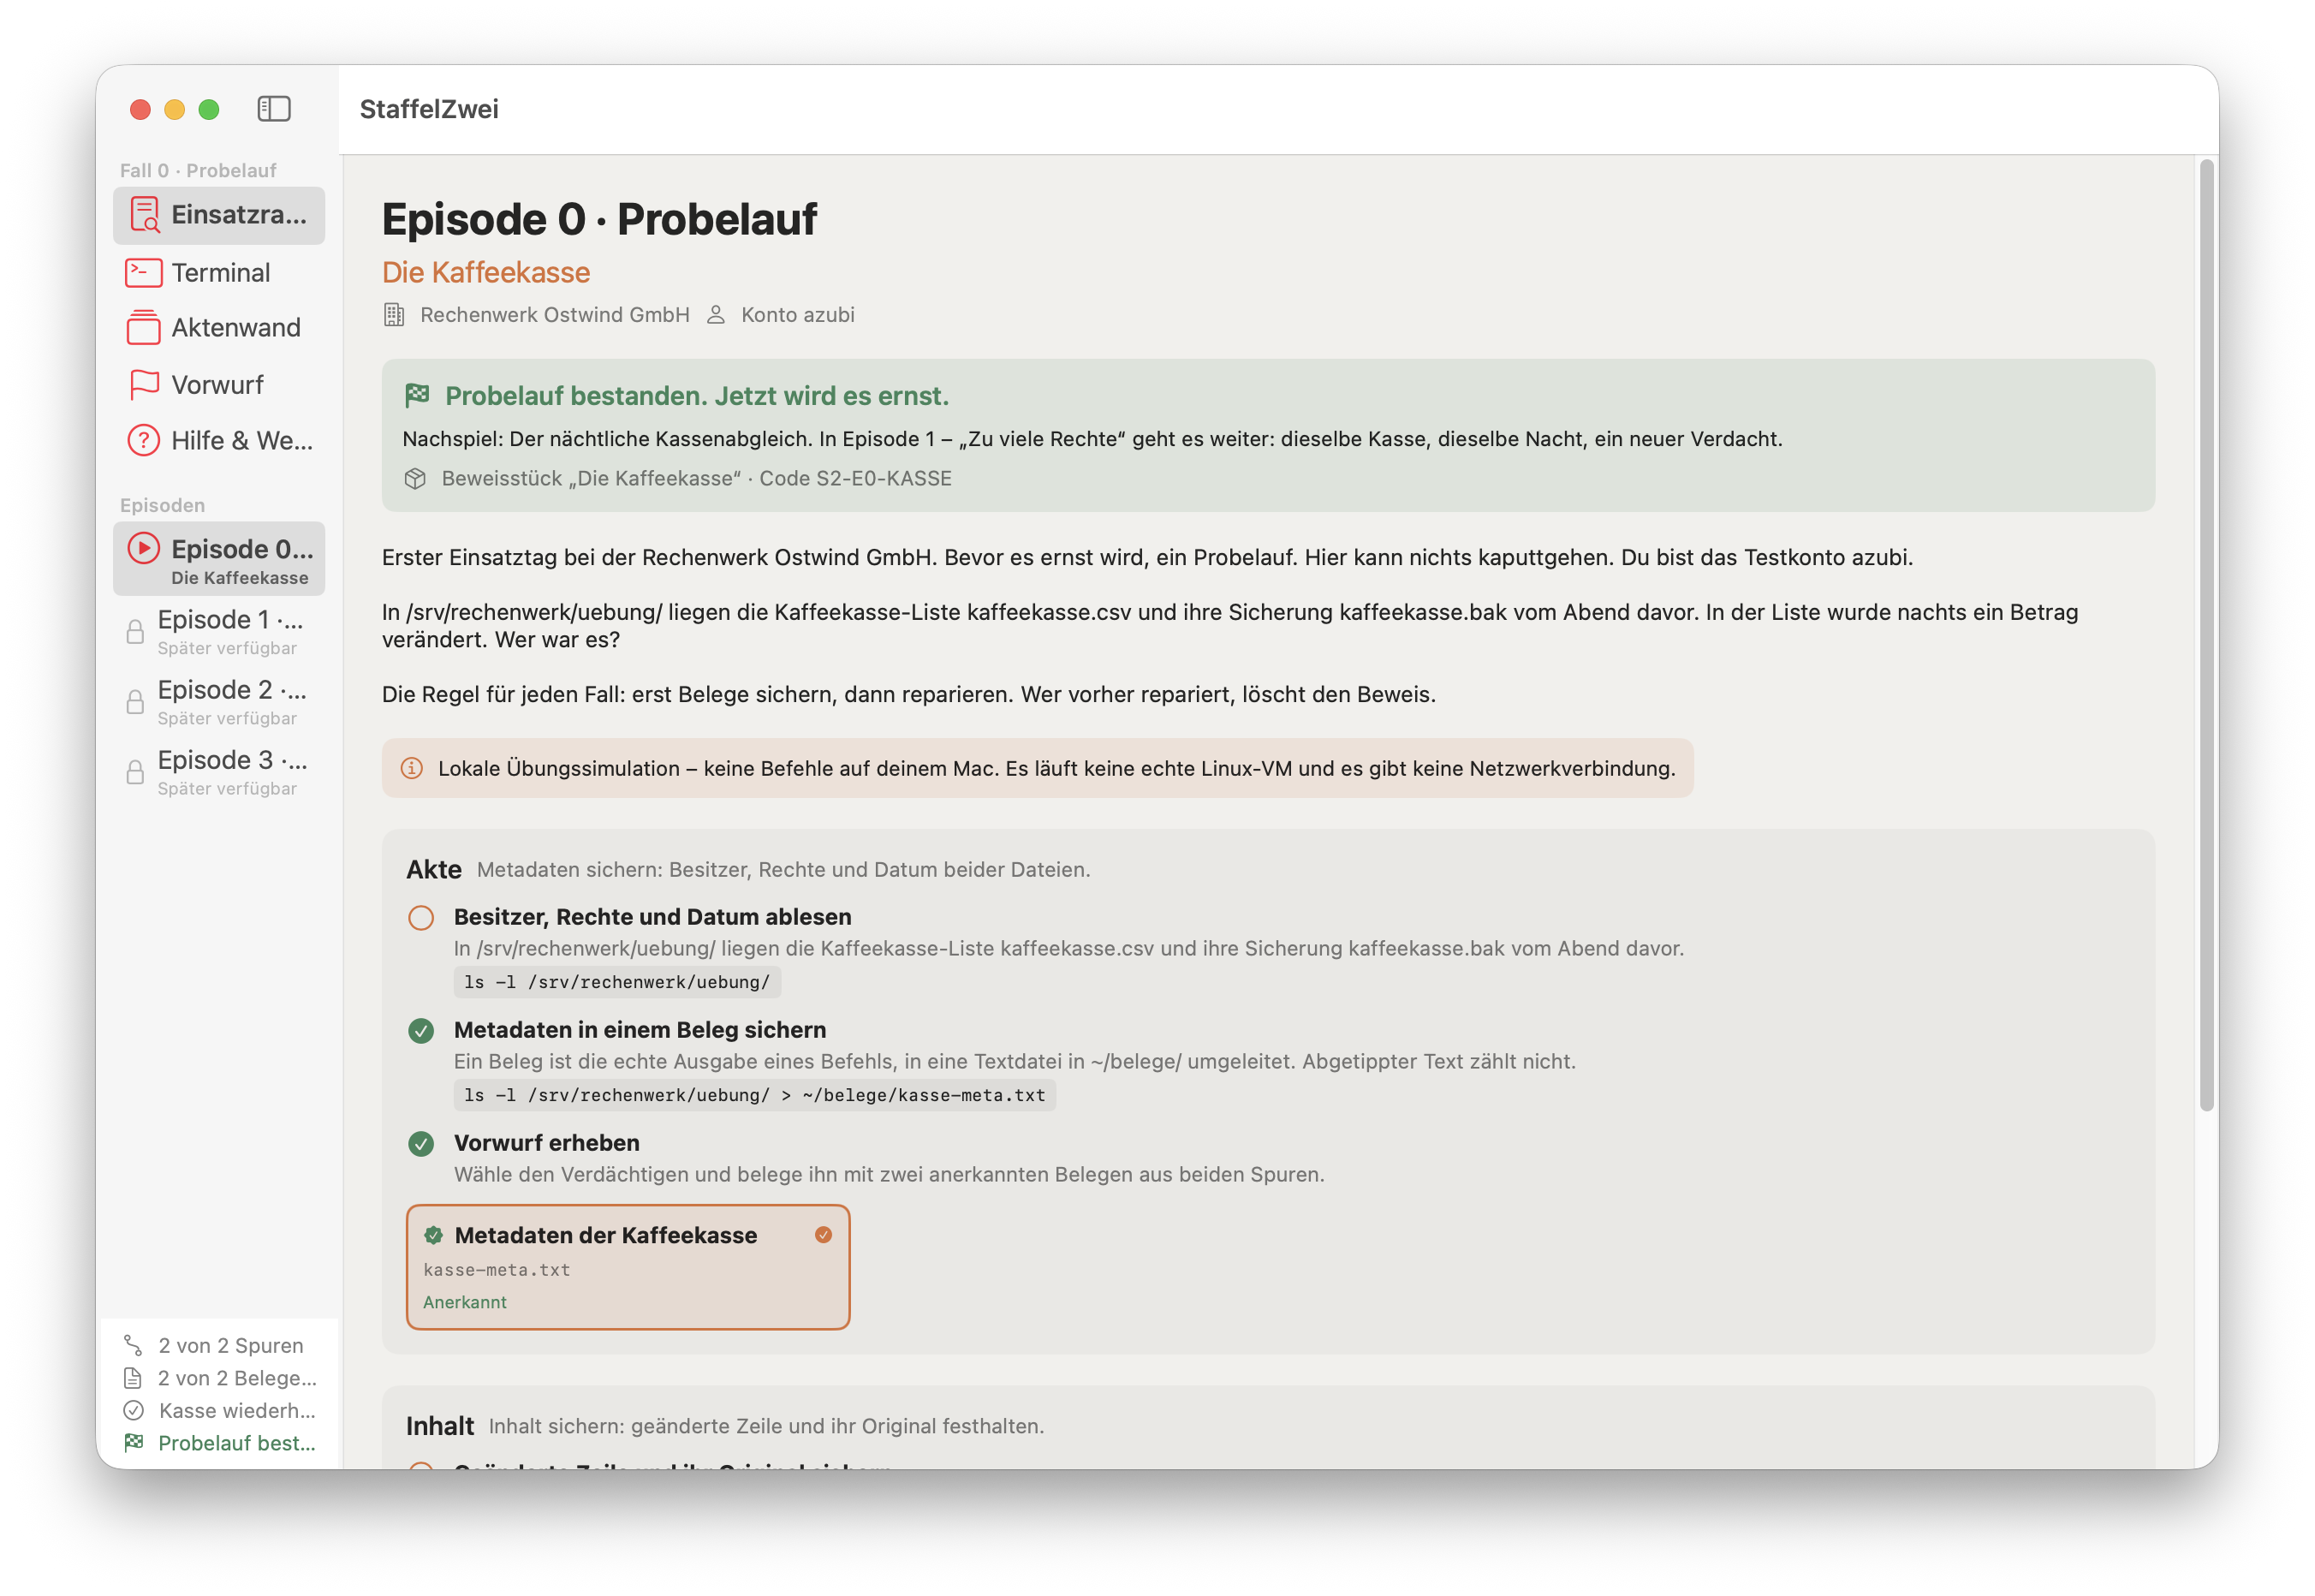 StaffelZwei
Fall 0 · Probelauf
Einsatzra...
Terminal
Aktenwand
Vorwurf
Hilfe & We...
Episoden
Episode 0...
Die Kaffeekasse
Episode 1 ·...
Später verfügbar
Episode 2 ·...
Später verfügbar
Episode 3 ·...
Später verfügbar
2 von 2 Spuren
2 von 2 Belege...
Kasse wiederh...
Probelauf best...
Episode 0 · Probelauf
Die Kaffeekasse
Rechenwerk Ostwind GmbH Konto azubi
Probelauf bestanden. Jetzt wird es ernst.
Nachspiel: Der nächtliche Kassenabgleich. In Episode 1 – „Zu viele Rechte“ geht es weiter: dieselbe Kasse, dieselbe Nacht, ein neuer Verdacht.
Beweisstück „Die Kaffeekasse“ · Code S2-E0-KASSE
Erster Einsatztag bei der Rechenwerk Ostwind GmbH. Bevor es ernst wird, ein Probelauf. Hier kann nichts kaputtgehen. Du bist das Testkonto azubi.
In /srv/rechenwerk/uebung/ liegen die Kaffeekasse-Liste kaffeekasse.csv und ihre Sicherung kaffeekasse.bak vom Abend davor. In der Liste wurde nachts ein Betrag
verändert. Wer war es?
Die Regel für jeden Fall: erst Belege sichern, dann reparieren. Wer vorher repariert, löscht den Beweis.
Lokale Übungssimulation – keine Befehle auf deinem Mac. Es läuft keine echte Linux-VM und es gibt keine Netzwerkverbindung.
Akte Metadaten sichern: Besitzer, Rechte und Datum beider Dateien.
Besitzer, Rechte und Datum ablesen
In /srv/rechenwerk/uebung/ liegen die Kaffeekasse-Liste kaffeekasse.csv und ihre Sicherung kaffeekasse.bak vom Abend davor.
ls -l /srv/rechenwerk/uebung/
Metadaten in einem Beleg sichern
Ein Beleg ist die echte Ausgabe eines Befehls, in eine Textdatei in ~/belege/ umgeleitet. Abgetippter Text zählt nicht.
ls -l /srv/rechenwerk/uebung/ > ~/belege/kasse-meta.txt
Vorwurf erheben
Wähle den Verdächtigen und belege ihn mit zwei anerkannten Belegen aus beiden Spuren.
Metadaten der Kaffeekasse
kasse-meta.txt
Anerkannt
Inhalt Inhalt sichern: geänderte Zeile und ihr Original festhalten.
Geänderte Zeile und ihr Original sichern